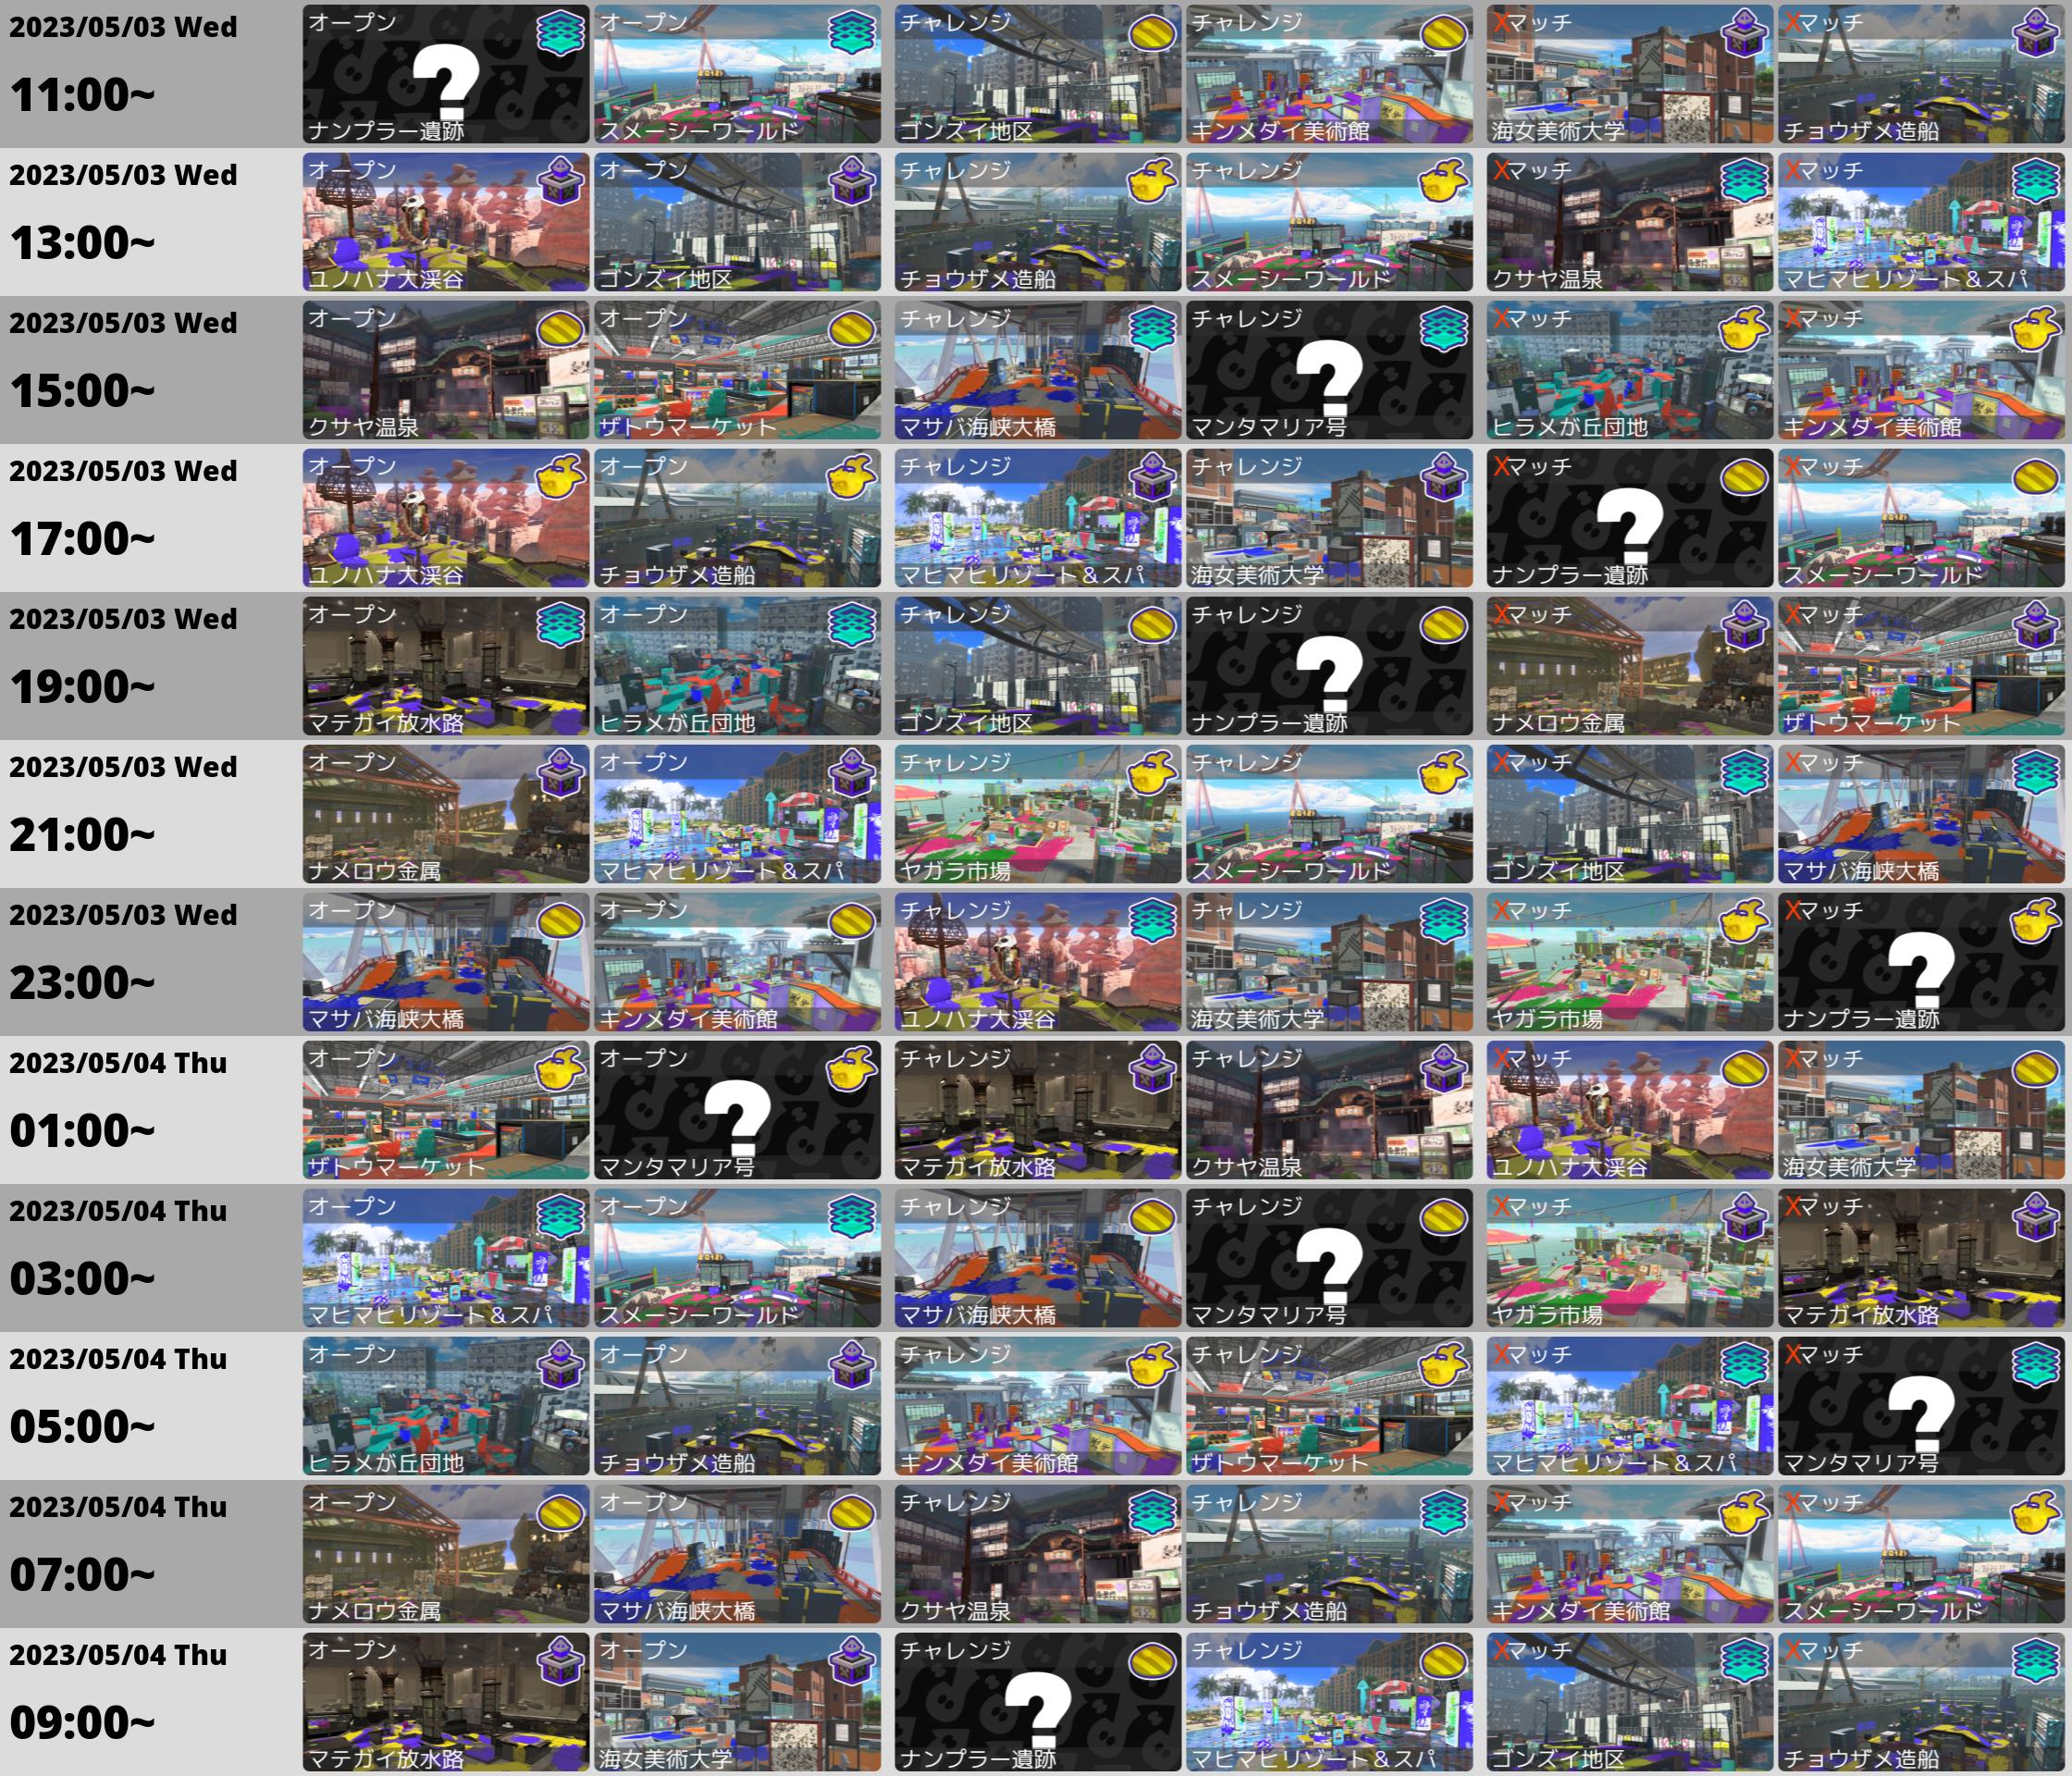 2023/05/03 Wed
11:00~
オープン
ナンプラー遺跡
オープン
スメーシーワールド
チャレンジ
ゴンズイ地区
チャレンジ
キンメダイ美術館
Xマッチ
海女美術大学
Xマッチ
チョウザメ造船
2023/05/03 Wed
13:00~
オープン
ユノハナ大渓谷
オープン
ゴンズイ地区
チャレンジ
チョウザメ造船
チャレンジ
スメーシーワールド
Xマッチ
クサヤ温泉
Xマッチ
マヒマヒリゾート&スパ
2023/05/03 Wed
15:00~
オープン
クサヤ温泉
オープン
ザトウマーケット
チャレンジ
マサバ海峡大橋
チャレンジ
マンタマリア号
Xマッチ
ヒラメが丘団地
Xマッチ
キンメダイ美術館
2023/05/03 Wed
17:00~
オープン
ユノハナ大渓谷
オープン
チョウザメ造船
チャレンジ
マヒマヒリゾート&スパ
チャレンジ
海女美術大学
Xマッチ
ナンプラー遺跡
Xマッチ
スメーシーワールド
2023/05/03 Wed
19:00~
オープン
マテガイ放水路
オープン
ヒラメが丘団地
チャレンジ
ゴンズイ地区
チャレンジ
ナンプラー遺跡
Xマッチ
ナメロウ金属
Xマッチ
ザトウマーケット
2023/05/03 Wed
21:00~
オープン
ナメロウ金属
オープン
マヒマヒリゾート&スパ
チャレンジ
ヤガラ市場
チャレンジ
スメーシーワールド
Xマッチ
ゴンズイ地区
Xマッチ
マサバ海峡大橋
2023/05/03 Wed
23:00~
オープン
マサバ海峡大橋
オープン
キンメダイ美術館
チャレンジ
ユノハナ大渓谷
チャレンジ
海女美術大学
Xマッチ
ヤガラ市場
Xマッチ
ナンプラー遺跡
2023/05/04 Thu
01:00~
オープン
ザトウマーケット
オープン
マンタマリア号
チャレンジ
マテガイ放水路
チャレンジ
クサヤ温泉
Xマッチ
ユノハナ大渓谷
Xマッチ
海女美術大学
2023/05/04 Thu
03:00~
オープン
マヒマヒリゾート&スパ
オープン
スメーシーワールド
チャレンジ
マサバ海峡大橋
チャレンジ
マンタマリア号
Xマッチ
ヤガラ市場
Xマッチ
マテガイ放水路
2023/05/04 Thu
05:00~
オープン
ヒラメが丘団地
オープン
チョウザメ造船
チャレンジ
キンメダイ美術館
チャレンジ
ザトウマーケット
Xマッチ
マヒマヒリゾート&スパ
Xマッチ
マンタマリア号
2023/05/04 Thu
07:00~
オープン
ナメロウ金属
オープン
マサバ海峡大橋
チャレンジ
クサヤ温泉
チャレンジ
チョウザメ造船
Xマッチ
キンメダイ美術館
Xマッチ
スメーシーワールド
2023/05/04 Thu
09:00~
オープン
マテガイ放水路
オープン
海女美術大学
チャレンジ
ナンプラー遺跡
チャレンジ
マヒマヒリゾート&スパ
Xマッチ
ゴンズイ地区
Xマッチ
チョウザメ造船